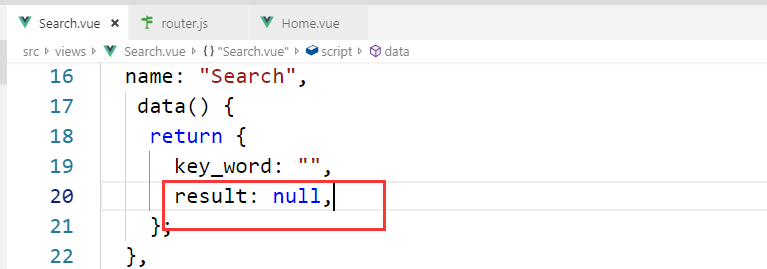 Search.vue × router.js Home.vue
src views Search.vue {} "Search.vue" script data
16 name: "Search",
17 data() {
18 return {
19 key_word: "",
20 result: null,
21 };
22 },